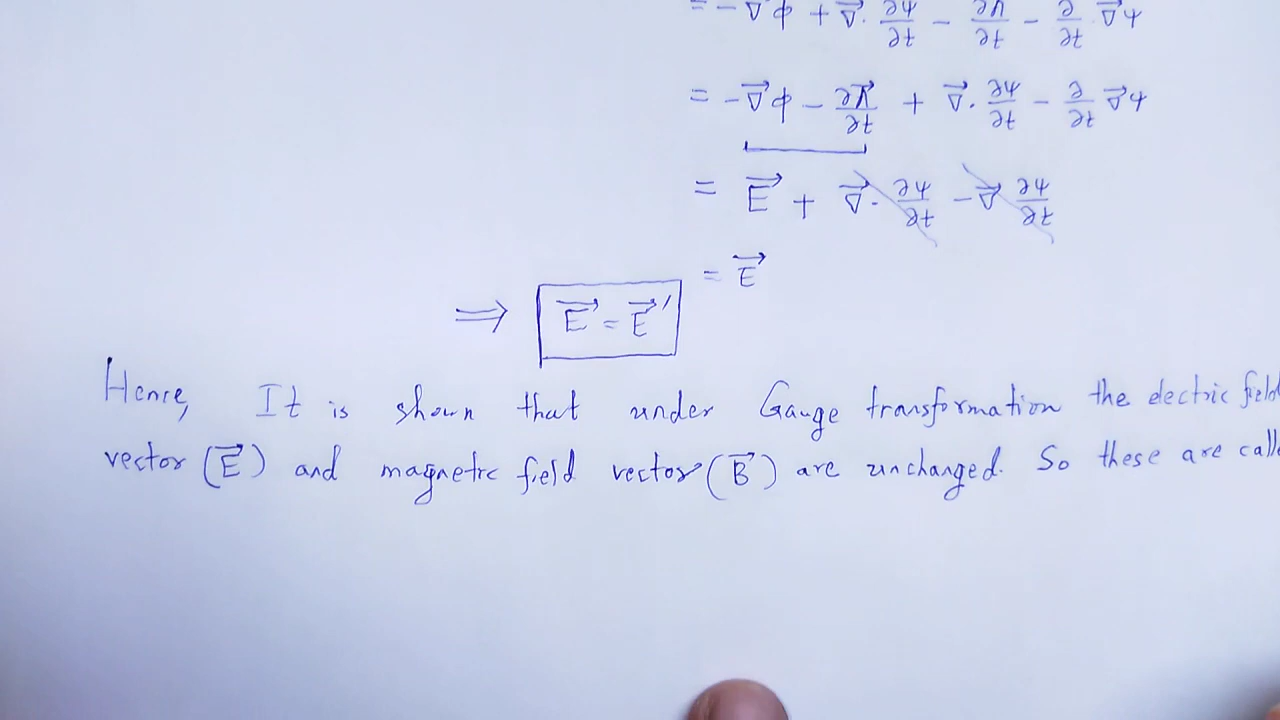 = -∇⃗ϕ + ∇⃗·∂ψ/∂t - ∂A⃗/∂t - ∂/∂t ∇⃗ψ
= -∇⃗ϕ - ∂A⃗/∂t + ∇⃗·∂ψ/∂t - ∂/∂t ∇⃗ψ
= E⃗ + ∇⃗·∂ψ/∂t - ∇⃗ ∂ψ/∂t
= E⃗
⟹ E⃗ = E⃗′
Hence, It is shown that under Gauge transformation the electric field
vector (E⃗) and magnetic field vector (B⃗) are unchanged. So these are calle